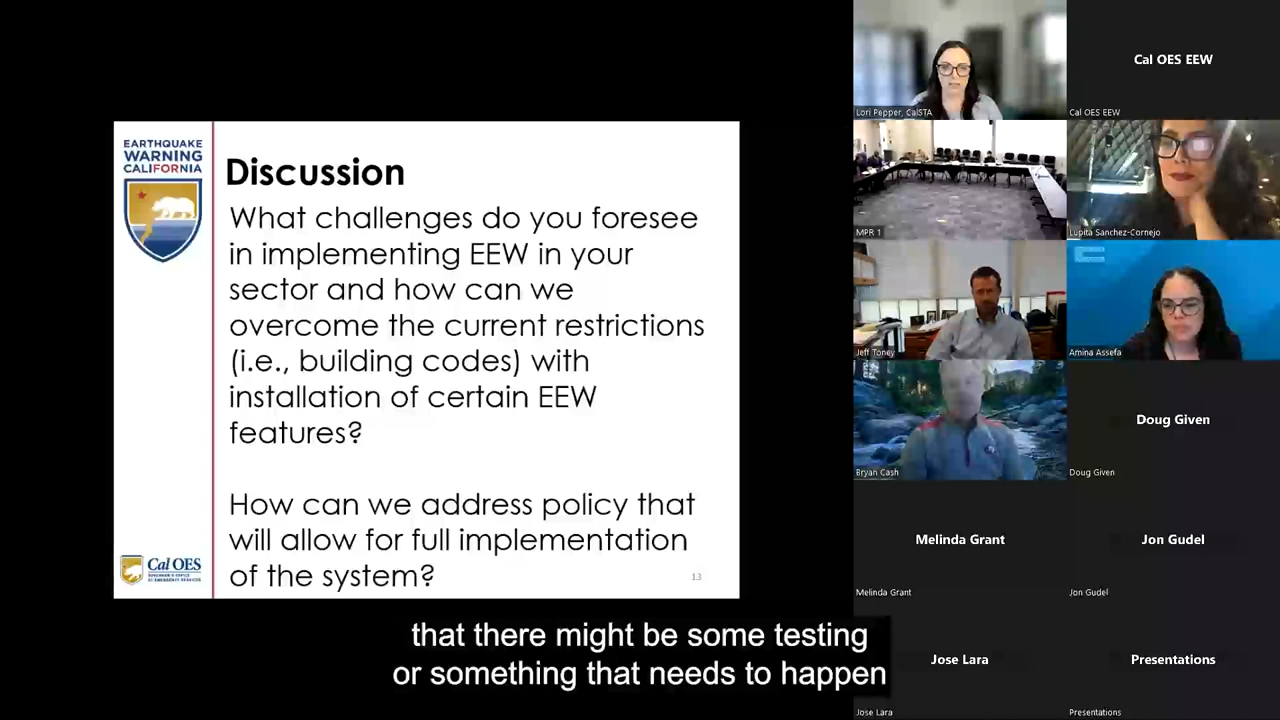 EARTHQUAKE
WARNING
CALIFORNIA
Discussion
What challenges do you foresee
in implementing EEW in your
sector and how can we
overcome the current restrictions
(i.e., building codes) with
installation of certain EEW
features?
How can we address policy that
will allow for full implementation
of the system?
Cal OES
GOVERNOR'S OFFICE
OF EMERGENCY SERVICES
13
that there might be some testing
or something that needs to happen
Lori Pepper, CalSTA
Cal OES EEW
Cal OES EEW
MPR 1
Lupita Sanchez-Cornejo
Jeff Toney
Amina Assefa
Bryan Cash
Doug Given
Doug Given
Melinda Grant
Melinda Grant
Jon Gudel
Jon Gudel
Jose Lara
Jose Lara
Presentations
Presentations